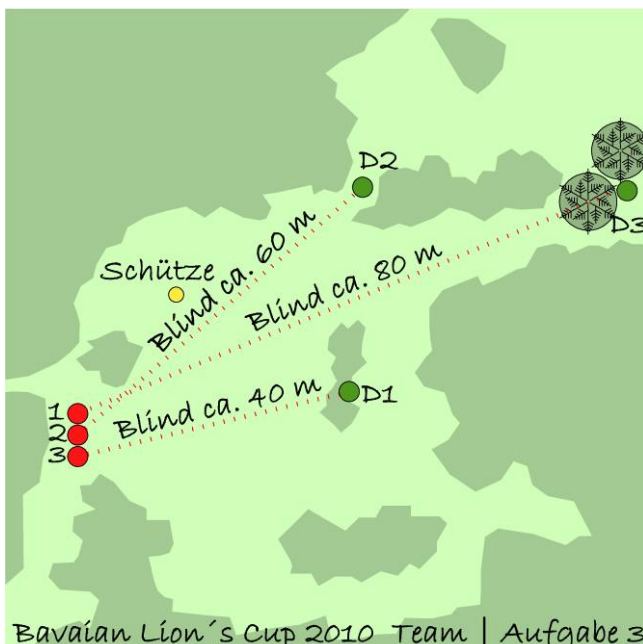 D2
D3
Schütze
Blind ca. 60 m
Blind ca. 80 m
1
2
3
Blind ca. 40 m
D1
Bavaian Lion´s Cup 2010 Team | Aufgabe 3